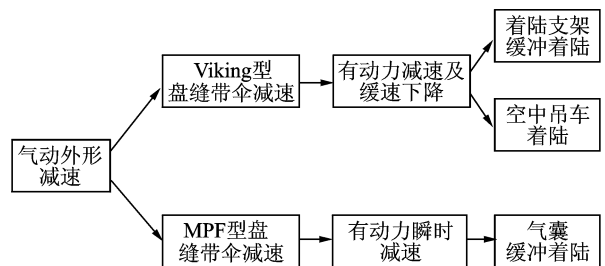 气动外形
减速
Viking型
盘缝带伞减速
有动力减速及
缓速下降
着陆支架
缓冲着陆
空中吊车
着陆
MPF型盘
缝带伞减速
有动力瞬时
减速
气囊
缓冲着陆